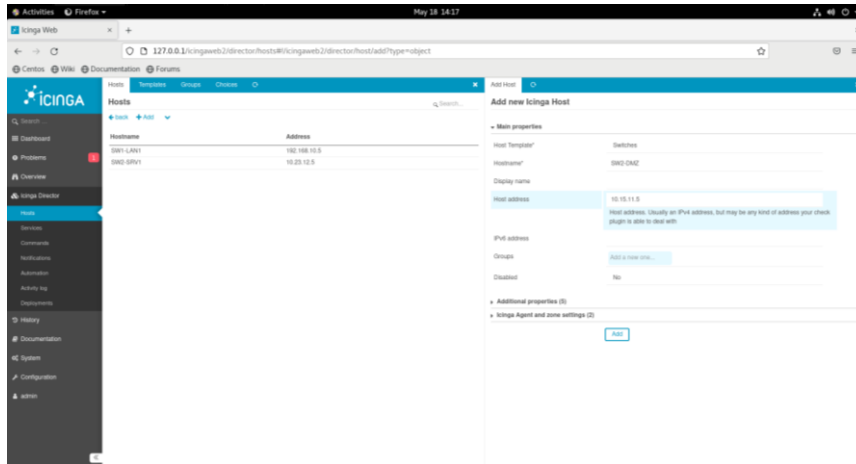 Activities Firefox May 18 14:17
Icinga Web × +
127.0.0.1/icingaweb2/director/hosts#!/icingaweb2/director/host/add?type=object
Centos Wiki Documentation Forums
icinga
Search ...
Dashboard
Problems 1
Overview
Icinga Director
Hosts
Services
Commands
Notifications
Automation
Activity log
Deployments
History
Documentation
System
Configuration
admin
Hosts Templates Groups Choices
Hosts
Search...
back Add
Hostname Address
SW1-LAN1 192.168.10.5
SW2-SRV1 10.23.12.5
Add Host
Add new Icinga Host
Main properties
Host Template* Switches
Hostname* SW2-DMZ
Display name
Host address 10.15.11.5
Host address. Usually an IPv4 address, but may be any kind of address your check
plugin is able to deal with
IPv6 address
Groups Add a new one...
Disabled No
Additional properties (5)
Icinga Agent and zone settings (2)
Add